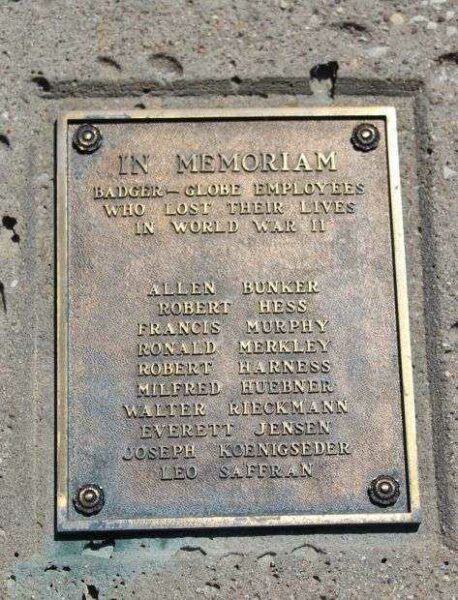 IN MEMORIAM
BADGER-GLOBE EMPLOYEES
WHO LOST THEIR LIVES
IN WORLD WAR II
ALLEN BUNKER
ROBERT HESS
FRANCIS MURPHY
RONALD MERKLEY
ROBERT HARNESS
MILFRED HUEBNER
WALTER RIECKMANN
EVERETT JENSEN
JOSEPH KOENIGSEDER
LEO SAFFRAN